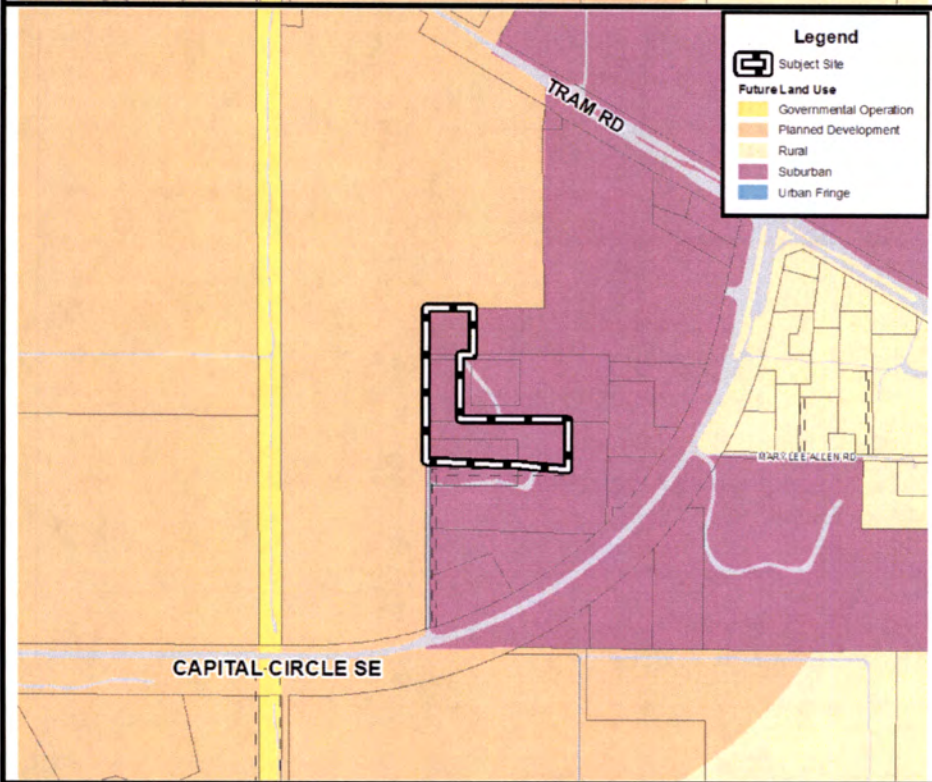 Legend
Subject Site
Future Land Use
Governmental Operation
Planned Development
Rural
Suburban
Urban Fringe
TRAM RD
MARY LEE ALLEN RD
CAPITAL CIRCLE SE